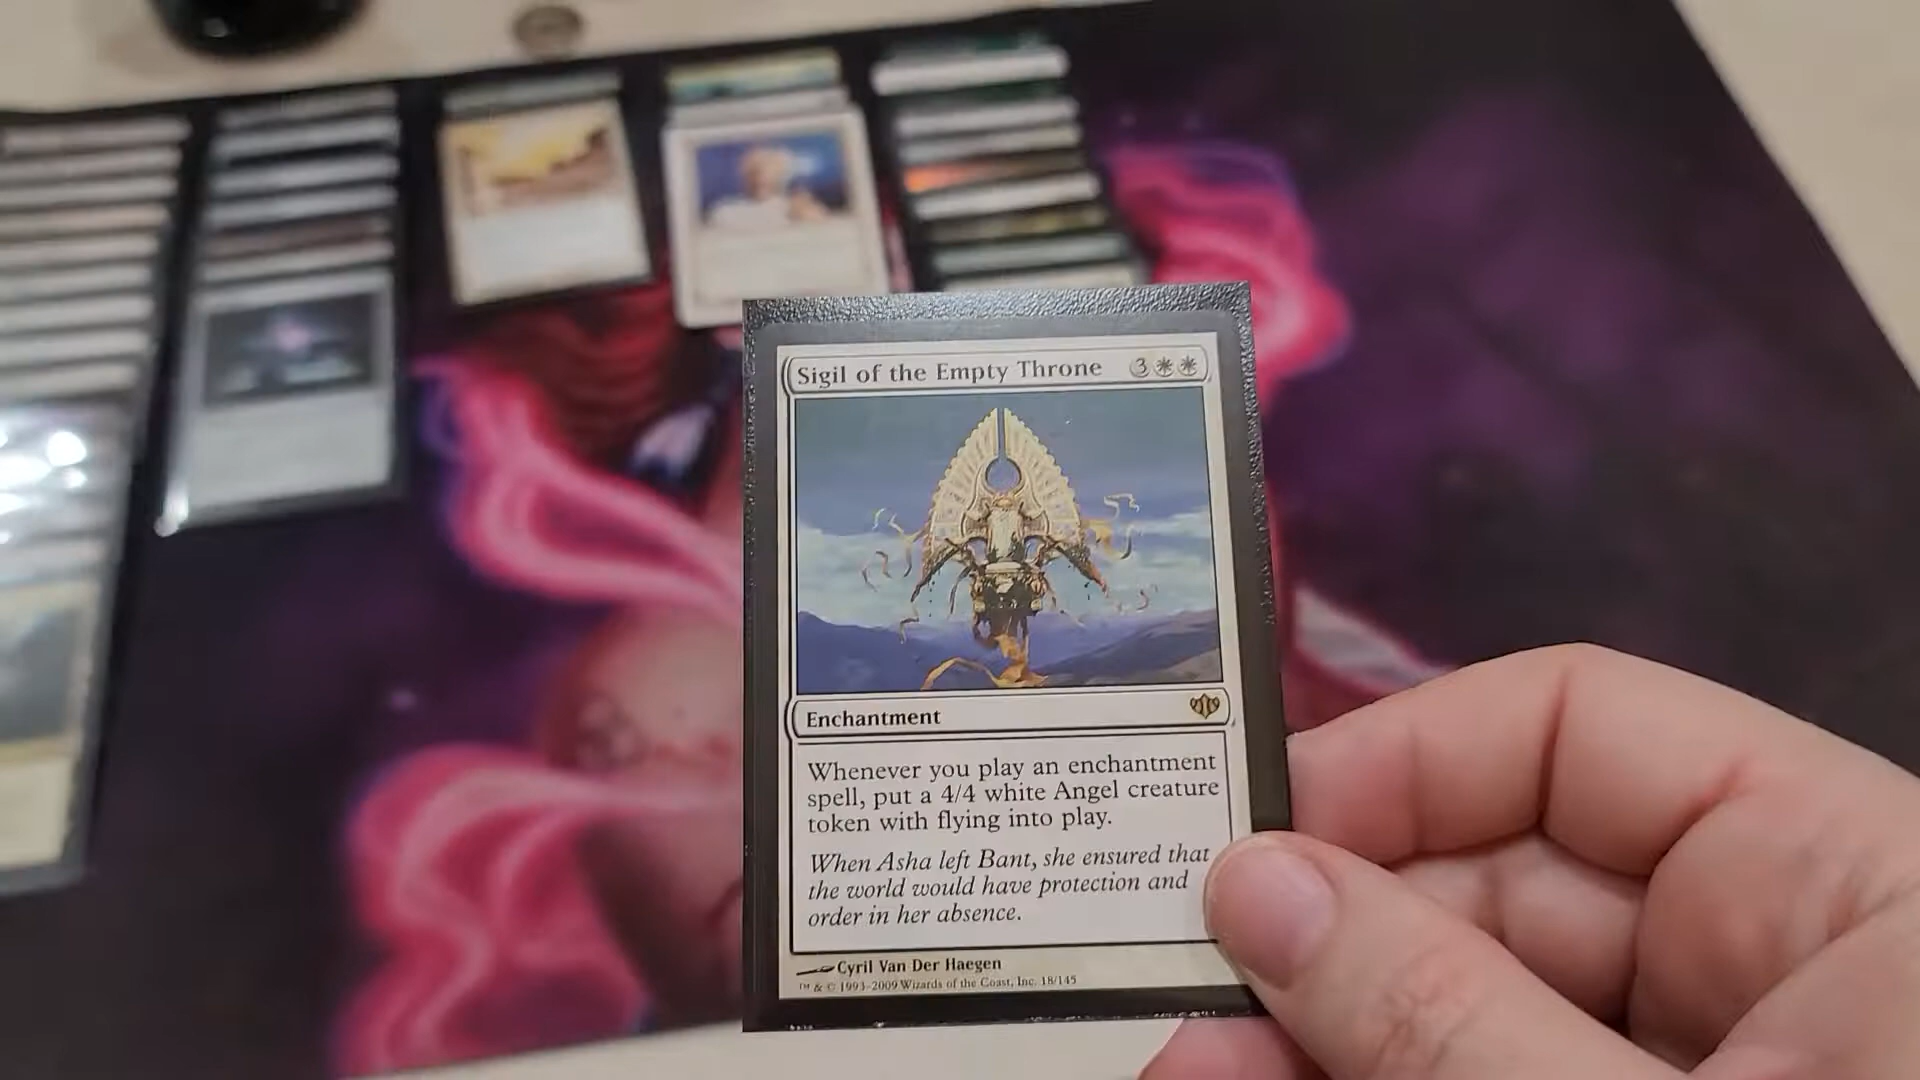 Sigil of the Empty Throne 3
Enchantment
Whenever you play an enchantment
spell, put a 4/4 white Angel creature
token with flying into play.
When Asha left Bant, she ensured that
the world would have protection and
order in her absence.
Cyril Van Der Haegen
™ & © 1993-2009 Wizards of the Coast, Inc. 18/145